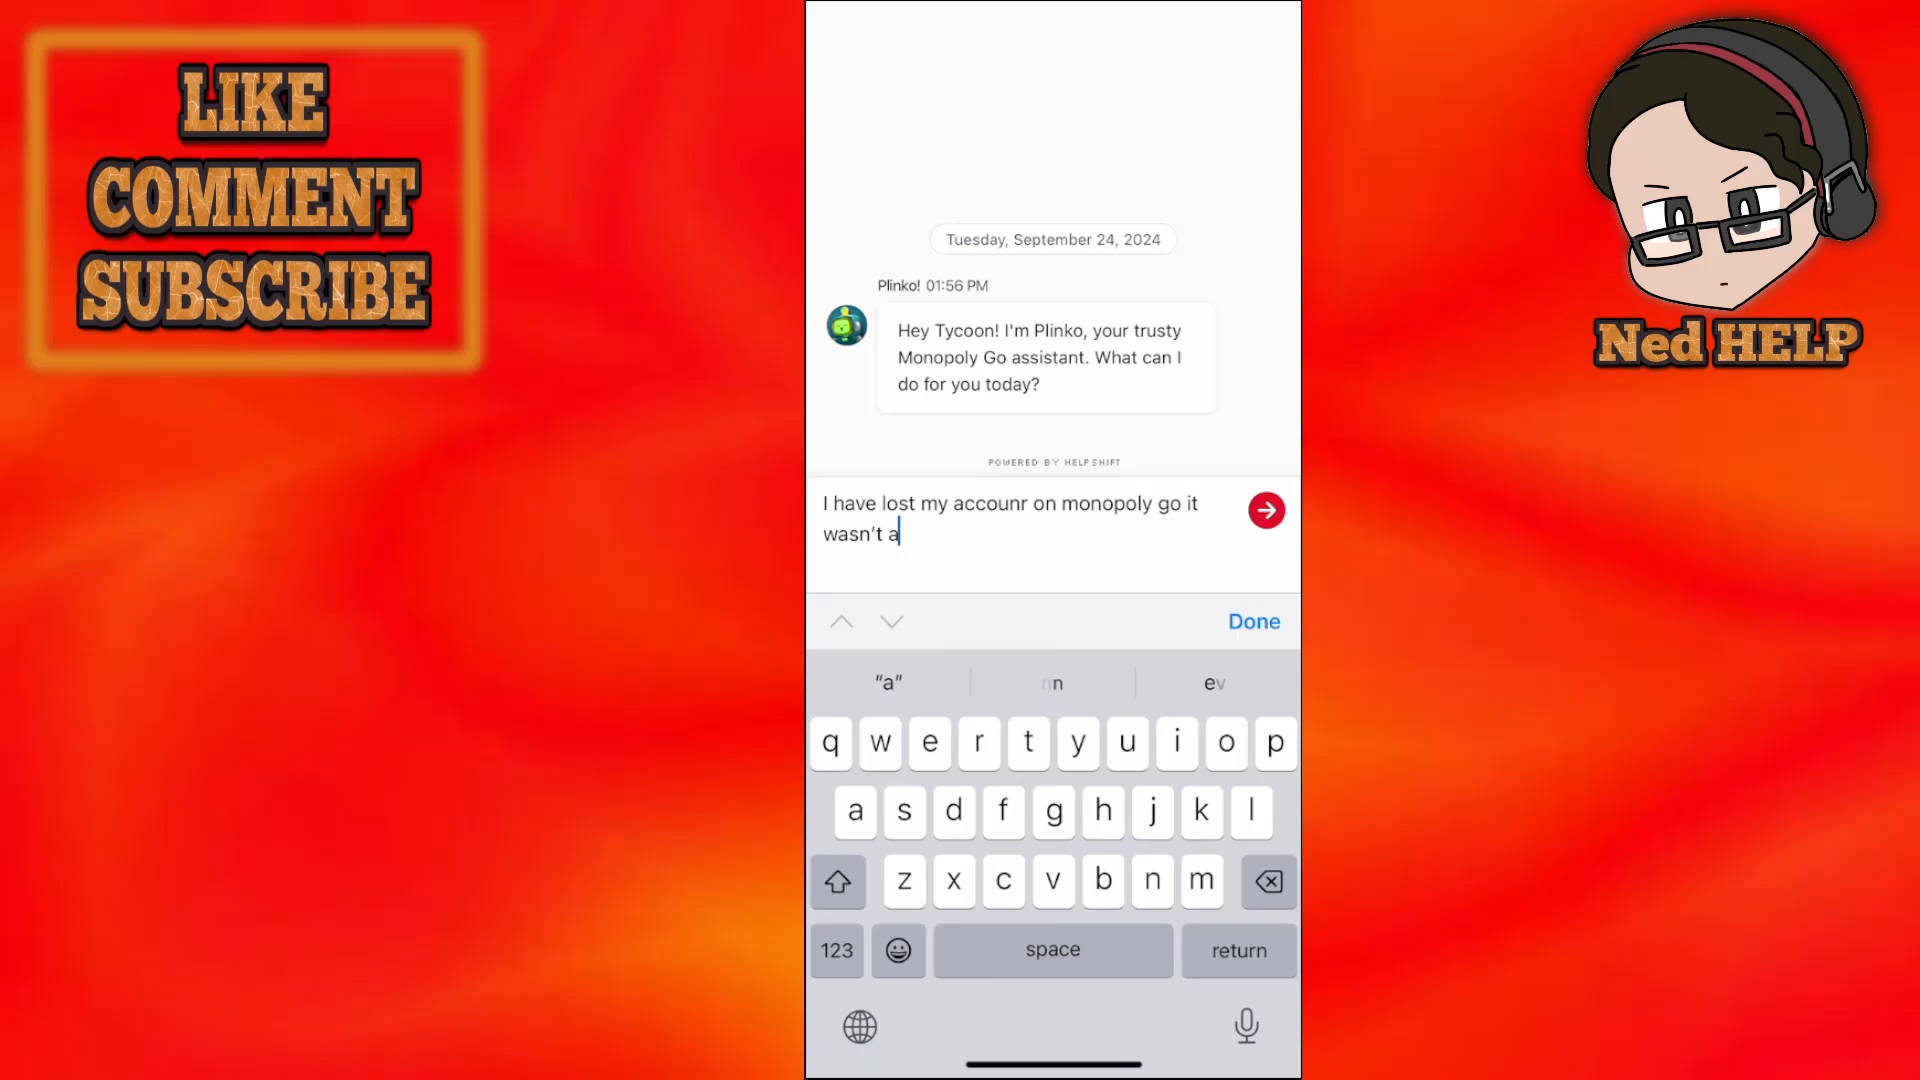 LIKE
COMMENT
SUBSCRIBE
Ned HELP
Tuesday, September 24, 2024
Plinko! 01:56 PM
Hey Tycoon! I'm Plinko, your trusty
Monopoly Go assistant. What can I
do for you today?
POWERED BY HELPSHIFT
I have lost my accounr on monopoly go it
wasn't a
Done
"a"
ev
q w e r t y u i o p
a s d f g h j k l
z x c v b n m
123 space return